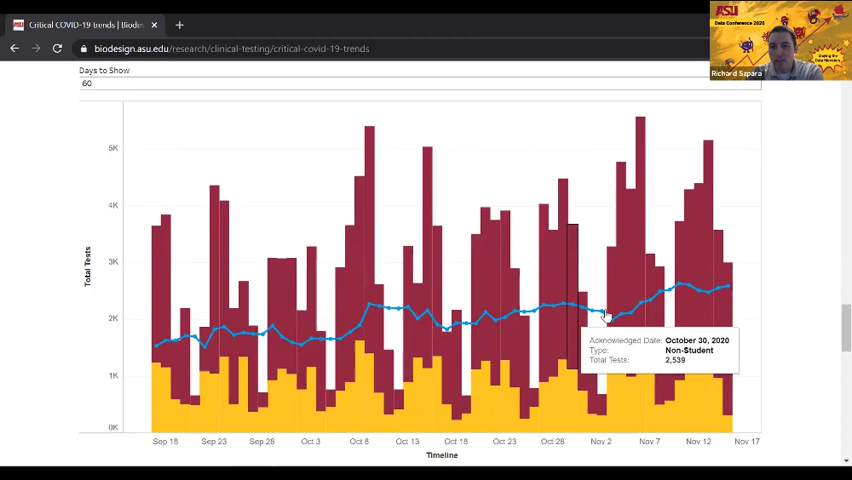 Critical COVID-19 trends | Biodes
biodesign.asu.edu/research/clinical-testing/critical-covid-19-trends
ASU
Data Conference 2020
Richard Szpara
Days to Show
60
5K
4K
3K
2K
1K
0K
Total Tests
Acknowledged Date: October 30, 2020
Type: Non-Student
Total Tests: 2,539
Sep 18 Sep 23 Sep 28 Oct 3 Oct 8 Oct 13 Oct 18 Oct 23 Oct 28 Nov 2 Nov 7 Nov 12 Nov 17
Timeline